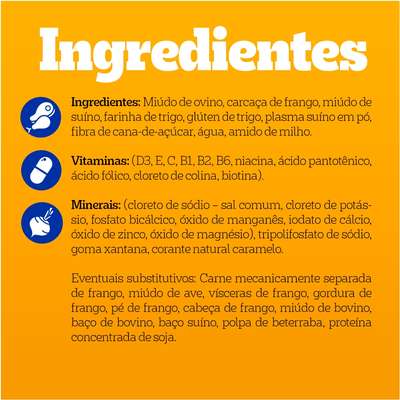 Ingredientes
Ingredientes: Miúdo de ovino, carcaça de frango, miúdo de
suíno, farinha de trigo, glúten de trigo, plasma suíno em pó,
fibra de cana-de-açúcar, água, amido de milho.
Vitaminas: (D3, E, C, B1, B2, B6, niacina, ácido pantotênico,
ácido fólico, cloreto de colina, biotina).
Minerais: (cloreto de sódio – sal comum, cloreto de potás-
sio, fosfato bicálcico, óxido de manganês, iodato de cálcio,
óxido de zinco, óxido de magnésio), tripolifosfato de sódio,
goma xantana, corante natural caramelo.
Eventuais substitutivos: Carne mecanicamente separada
de frango, miúdo de ave, vísceras de frango, gordura de
frango, pé de frango, cabeça de frango, miúdo de bovino,
baço de bovino, baço suíno, polpa de beterraba, proteína
concentrada de soja.